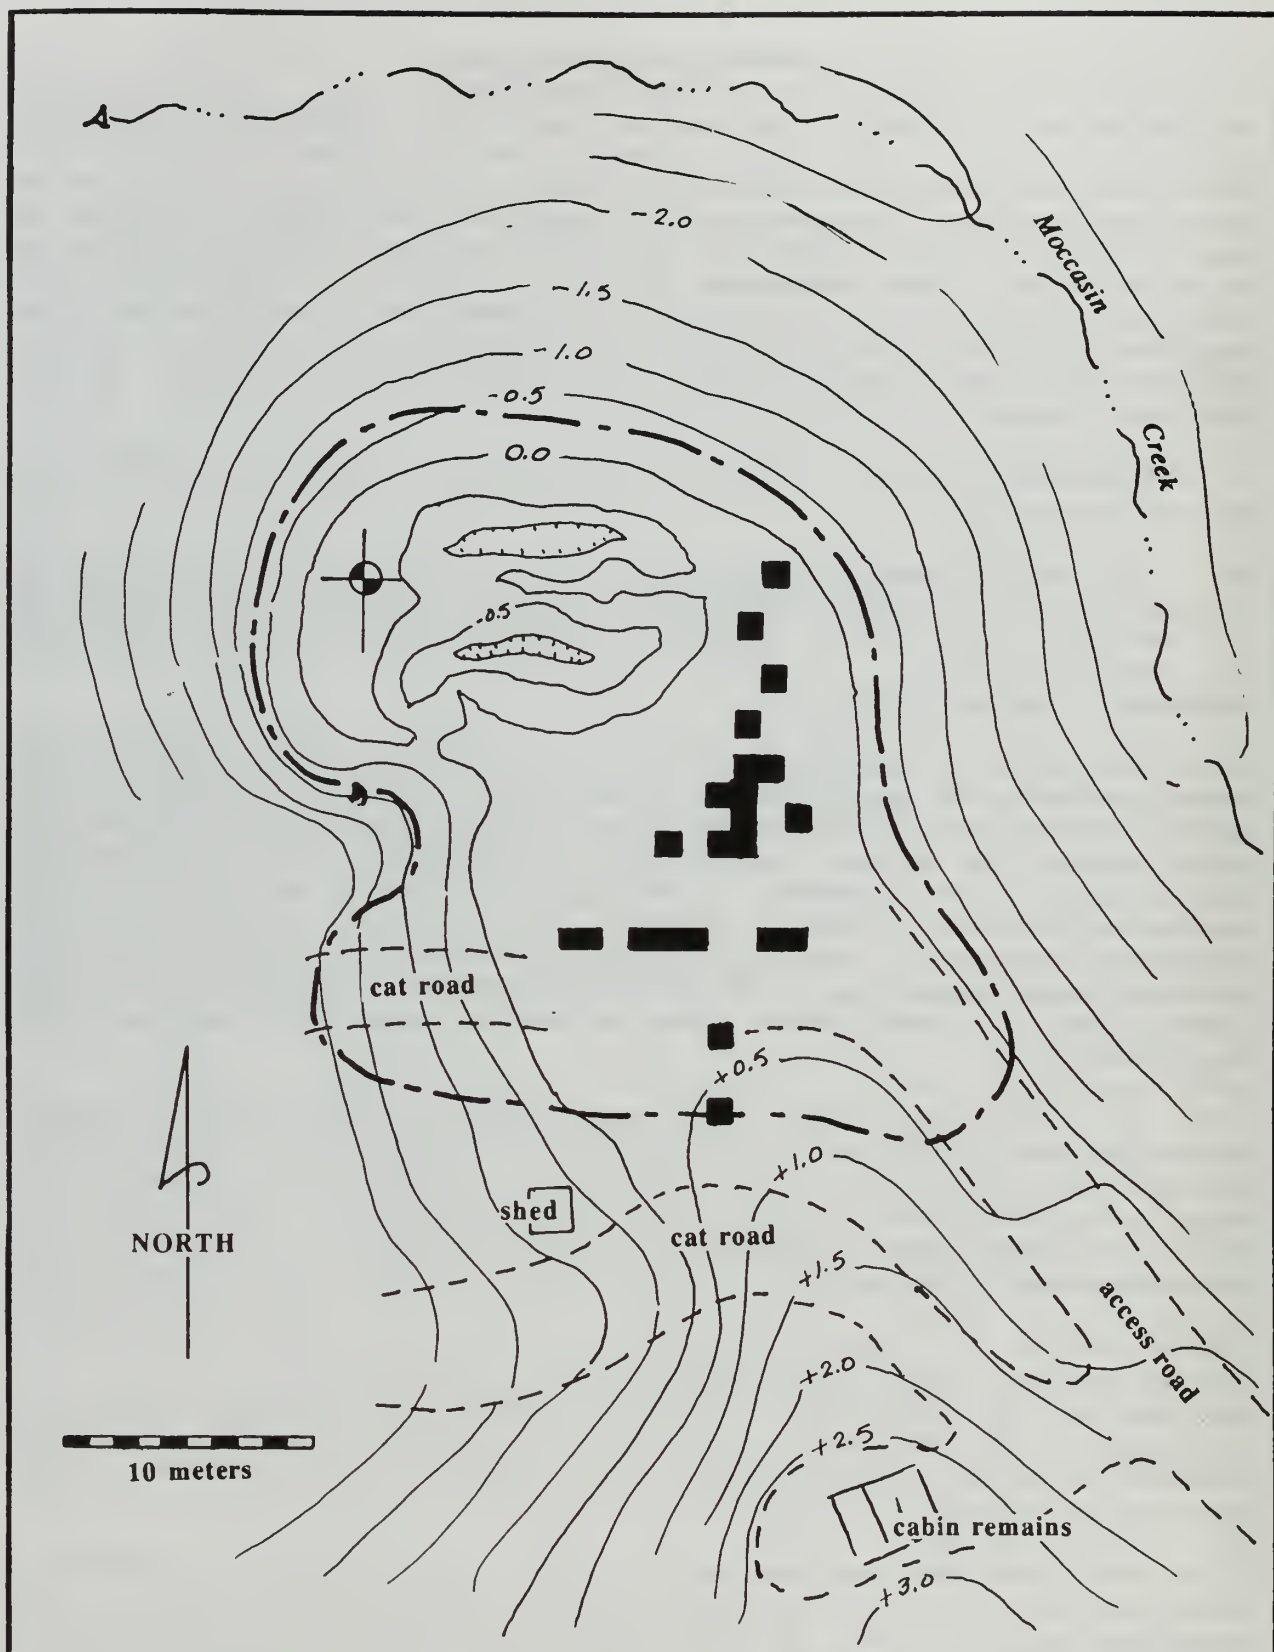 -2.0
Moccasin
-1.5
-1.0
-0.5
Creek
0.0
-0.5
cat road
+0.5
+1.0
shed
NORTH
cat road
+1.5
access road
+2.0
+2.5
10 meters
cabin remains
+3.0